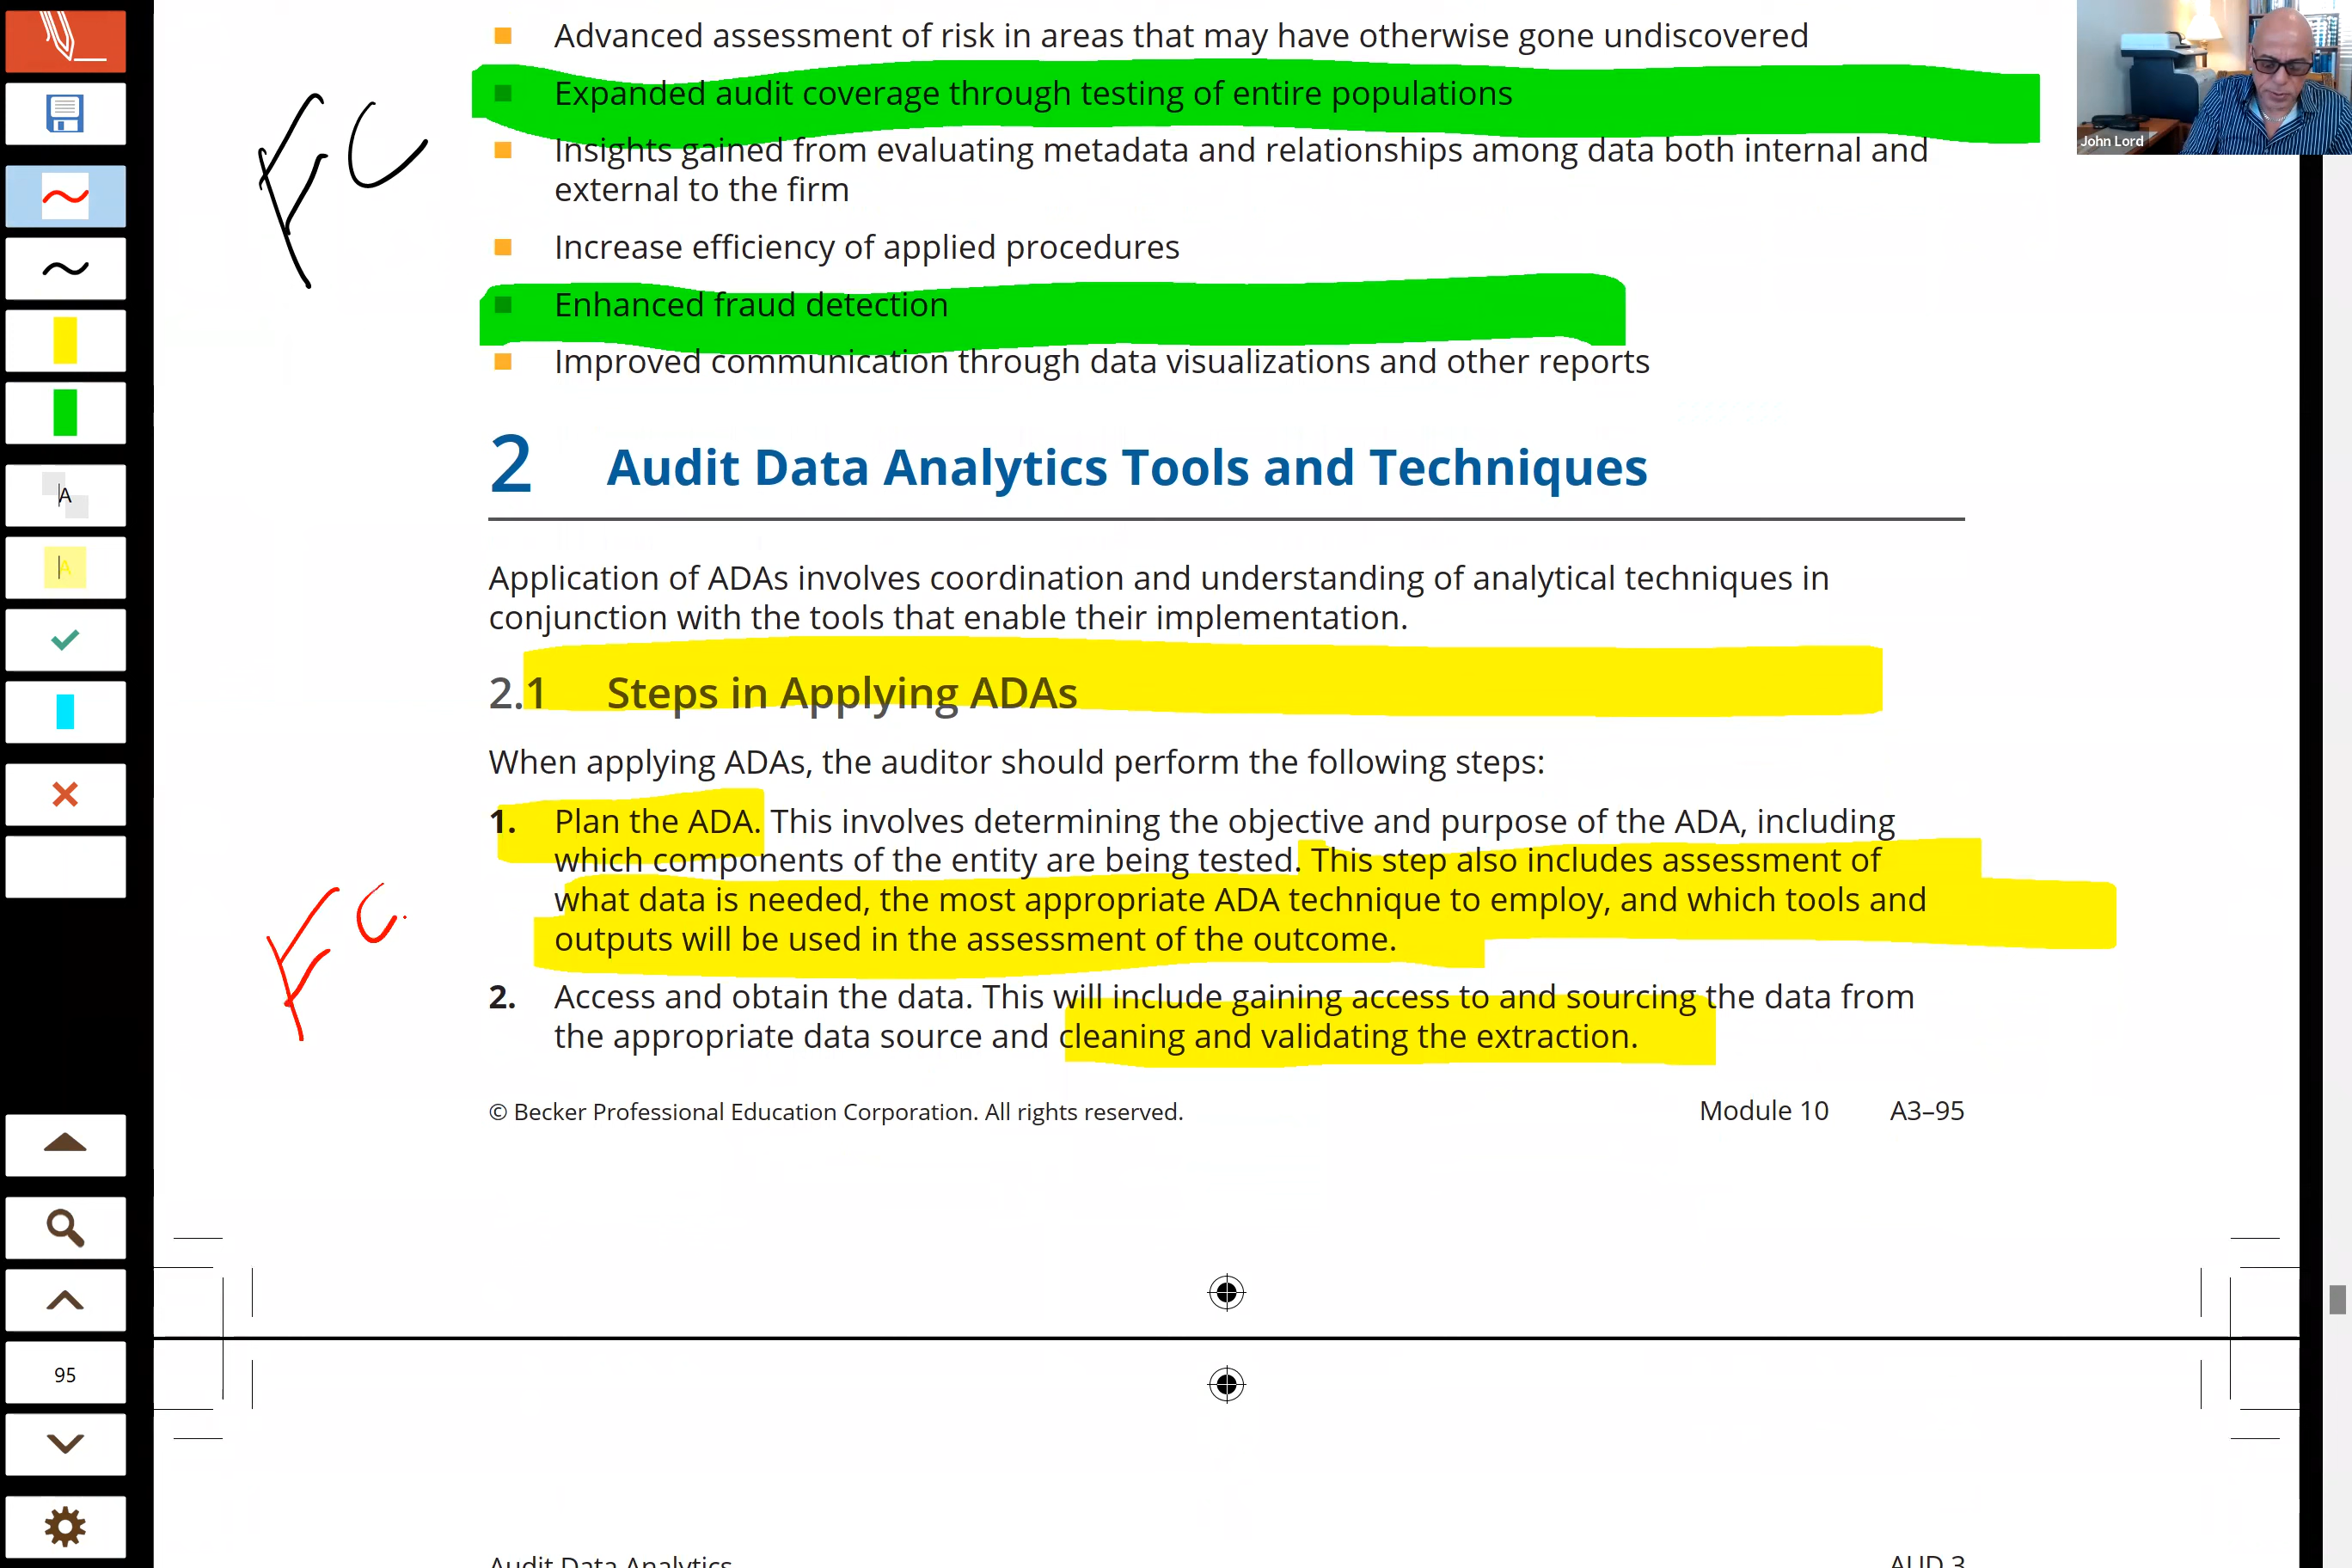 Advanced assessment of risk in areas that may have otherwise gone undiscovered
Expanded audit coverage through testing of entire populations
Insights gained from evaluating metadata and relationships among data both internal and
external to the firm
Increase efficiency of applied procedures
Enhanced fraud detection
Improved communication through data visualizations and other reports
John Lord
FC
2 Audit Data Analytics Tools and Techniques
Application of ADAs involves coordination and understanding of analytical techniques in
conjunction with the tools that enable their implementation.
2.1 Steps in Applying ADAs
When applying ADAs, the auditor should perform the following steps:
1. Plan the ADA. This involves determining the objective and purpose of the ADA, including
which components of the entity are being tested. This step also includes assessment of
what data is needed, the most appropriate ADA technique to employ, and which tools and
outputs will be used in the assessment of the outcome.
FC.
2. Access and obtain the data. This will include gaining access to and sourcing the data from
the appropriate data source and cleaning and validating the extraction.
© Becker Professional Education Corporation. All rights reserved. Module 10 A3–95
A
A
95
Audit Data Analytics AUD 3